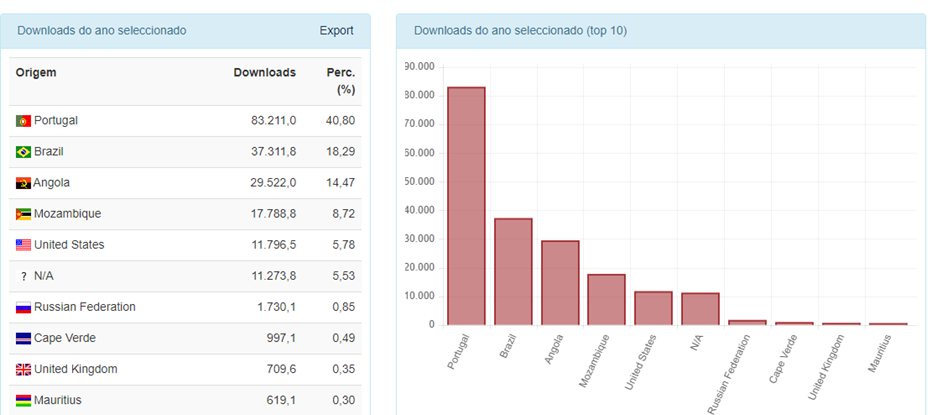 Downloads do ano seleccionado Export
Origem Downloads Perc.
(%)
Portugal 83.211,0 40,80
Brazil 37.311,8 18,29
Angola 29.522,0 14,47
Mozambique 17.788,8 8,72
United States 11.796,5 5,78
? N/A 11.273,8 5,53
Russian Federation 1.730,1 0,85
Cape Verde 997,1 0,49
United Kingdom 709,6 0,35
Mauritius 619,1 0,30
Downloads do ano seleccionado (top 10)
90.000
80.000
70.000
60.000
50.000
40.000
30.000
20.000
10.000
0
Portugal
Brazil
Angola
Mozambique
United States
N/A
Russian Federation
Cape Verde
United Kingdom
Mauritius